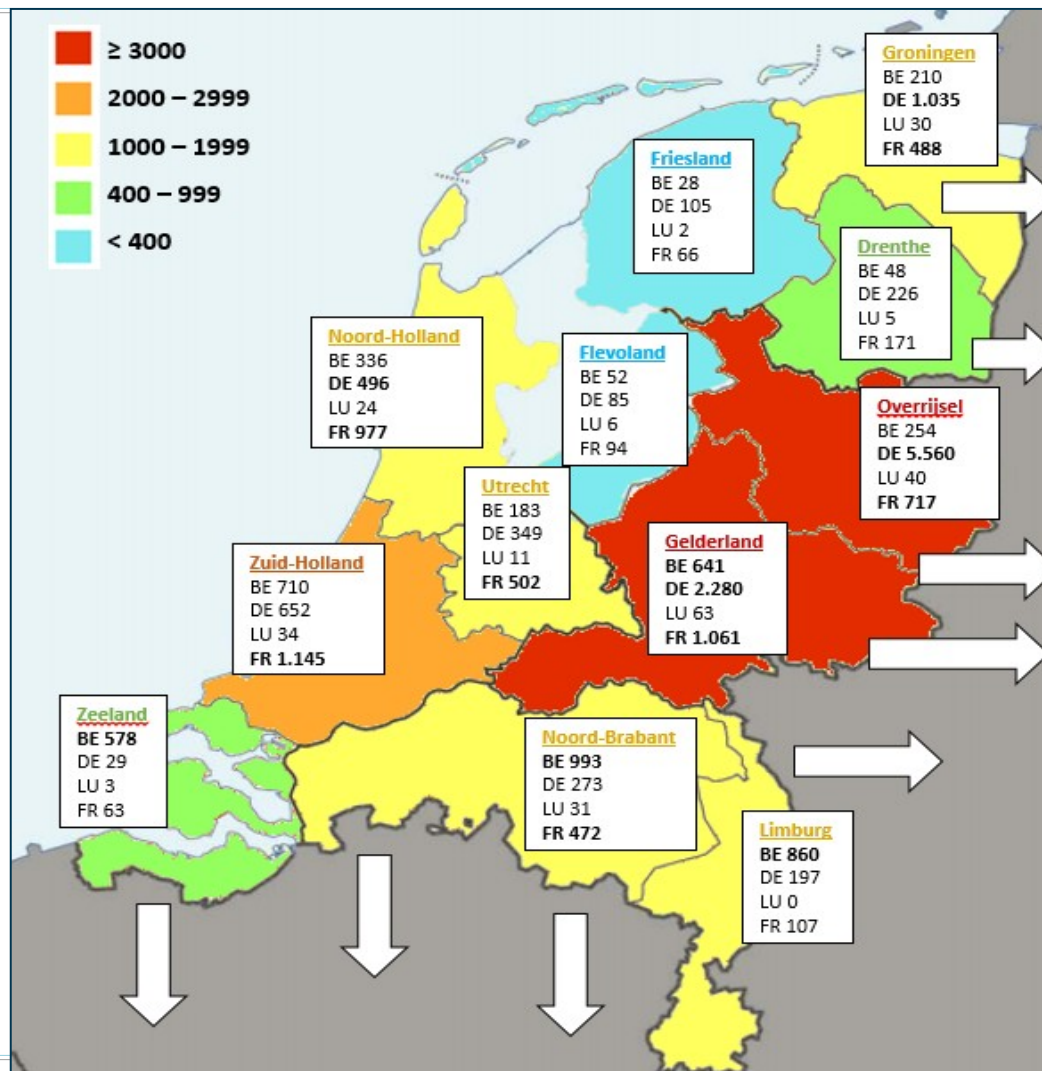 ≥ 3000
2000 – 2999
1000 – 1999
400 – 999
< 400
Groningen
BE 210
DE 1.035
LU 30
FR 488
Friesland
BE 28
DE 105
LU 2
FR 66
Drenthe
BE 48
DE 226
LU 5
FR 171
Noord-Holland
BE 336
DE 496
LU 24
FR 977
Flevoland
BE 52
DE 85
LU 6
FR 94
Overrijsel
BE 254
DE 5.560
LU 40
FR 717
Utrecht
BE 183
DE 349
LU 11
FR 502
Gelderland
BE 641
DE 2.280
LU 63
FR 1.061
Zuid-Holland
BE 710
DE 652
LU 34
FR 1.145
Zeeland
BE 578
DE 29
LU 3
FR 63
Noord-Brabant
BE 993
DE 273
LU 31
FR 472
Limburg
BE 860
DE 197
LU 0
FR 107